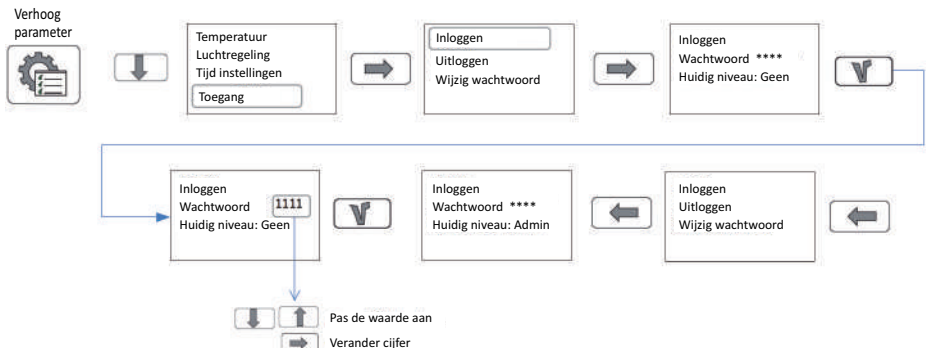 Verhoog
parameter
Temperatuur
Luchtregeling
Tijd instellingen
Toegang
Inloggen
Uitloggen
Wijzig wachtwoord
Inloggen
Wachtwoord ****
Huidig niveau: Geen
Inloggen
Wachtwoord 1111
Huidig niveau: Geen
Inloggen
Wachtwoord ****
Huidig niveau: Admin
Inloggen
Uitloggen
Wijzig wachtwoord
Pas de waarde aan
Verander cijfer